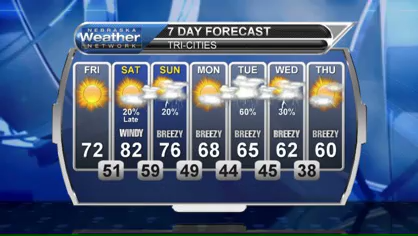 NEBRASKA
Weather
NETWORK
7 DAY FORECAST
TRI-CITIES
FRI SAT SUN MON TUE WED THU
20% 20% 60% 30%
Late
WINDY BREEZY BREEZY BREEZY BREEZY BREEZY
72 82 76 68 65 62 60
51 59 49 44 45 38